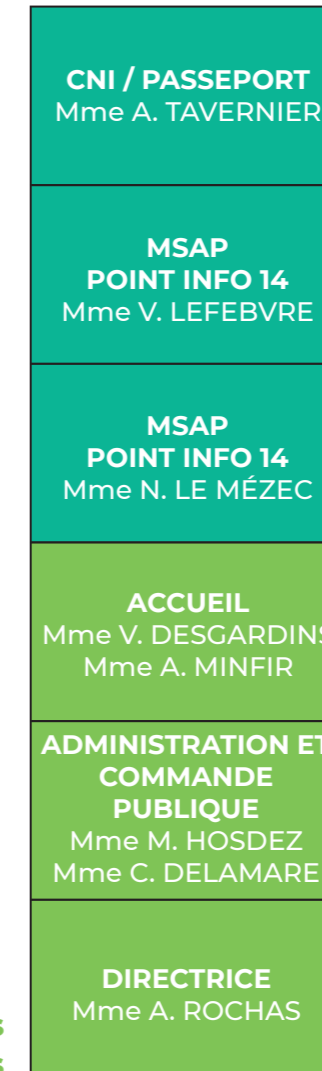 CNI / PASSEPORT
Mme A. TAVERNIER
MSAP
POINT INFO 14
Mme V. LEFEBVRE
MSAP
POINT INFO 14
Mme N. LE MÉZEC
ACCUEIL
Mme V. DESGARDINS
Mme A. MINFIR
ADMINISTRATION ET
COMMANDE
PUBLIQUE
Mme M. HOSDEZ
Mme C. DELAMARE
DIRECTRICE
Mme A. ROCHAS